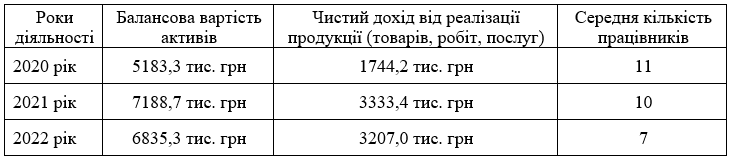 Роки діяльності
Балансова вартість активів
Чистий дохід від реалізації продукції (товарів, робіт, послуг)
Середня кількість працівників
2020 рік 5183,3 тис. грн 1744,2 тис. грн 11
2021 рік 7188,7 тис. грн 3333,4 тис. грн 10
2022 рік 6835,3 тис. грн 3207,0 тис. грн 7